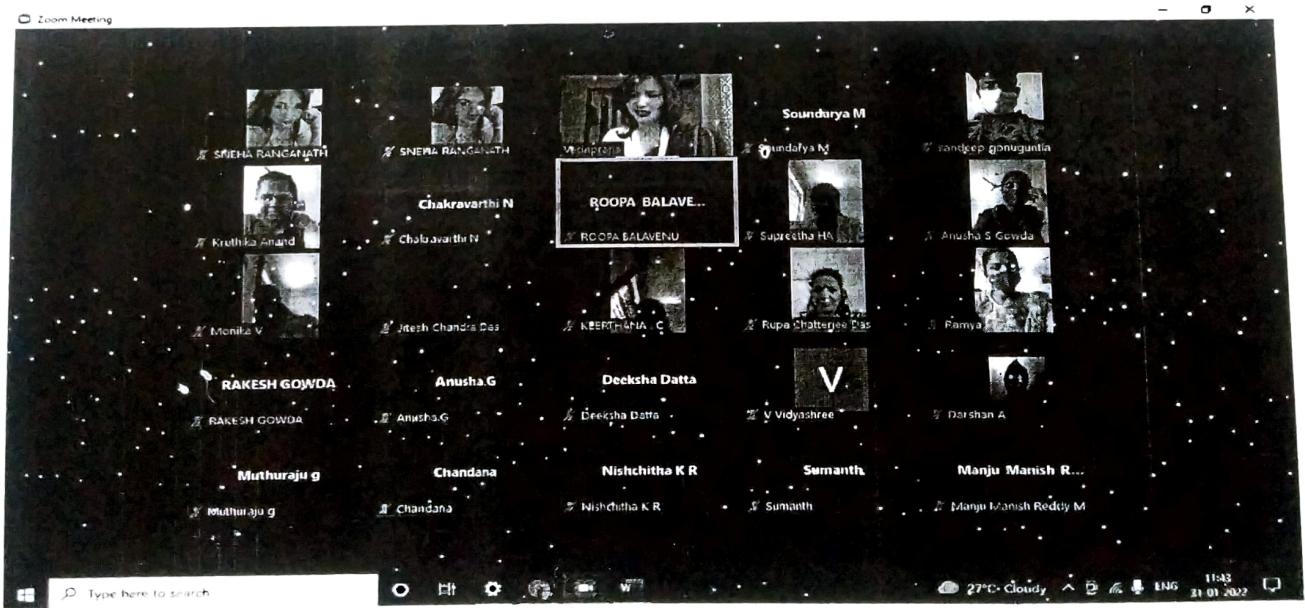 Zoom Meeting
Soundarya M
SNEHA RANGANATH
SNEHA RANGANATH
Soundarya M
sandeep gonuguntla
Chakravarthi N
ROOPA BALAVE...
Kruthika Anand
Chakravarthi N
ROOPA BALAVENU
Supreetha HA
Anusha S Gowda
Monika V
Jitesh Chandra Das
KEERTHANA . C
Rupa Chatterjee Das
Ramya
RAKESH GOWDA
Anusha.G
Deeksha Datta
V
RAKESH GOWDA
Anusha.G
Deeksha Datta
V Vidyashree
Darshan A
Muthuraju g
Chandana
Nishchitha K R
Sumanth
Manju Manish R...
Muthuraju g
Chandana
Nishchitha K R
Sumanth
Manju Manish Reddy M
Type here to search
W
27°C Cloudy
ENG
11:43
31-01-2022